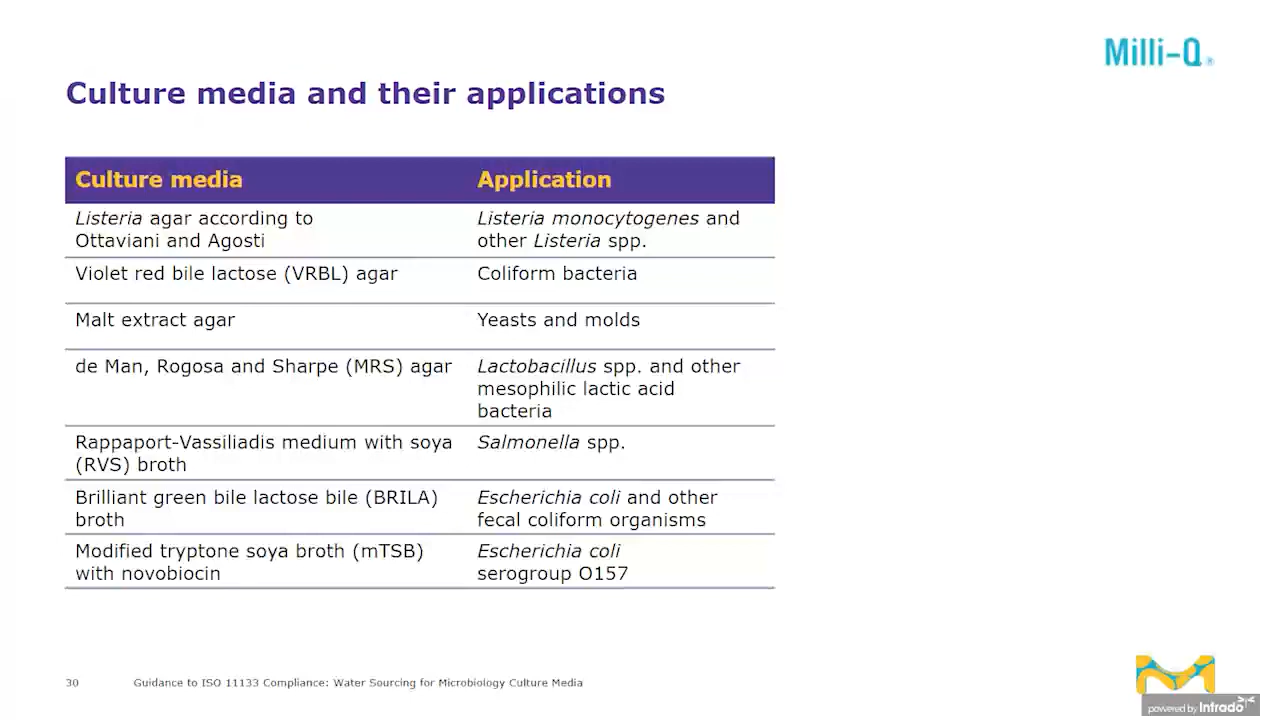 Milli-Q®
Culture media and their applications
Culture media Application
Listeria agar according to
Ottaviani and Agosti
Listeria monocytogenes and
other Listeria spp.
Violet red bile lactose (VRBL) agar
Coliform bacteria
Malt extract agar
Yeasts and molds
de Man, Rogosa and Sharpe (MRS) agar
Lactobacillus spp. and other
mesophilic lactic acid
bacteria
Rappaport-Vassiliadis medium with soya
(RVS) broth
Salmonella spp.
Brilliant green bile lactose bile (BRILA)
broth
Escherichia coli and other
fecal coliform organisms
Modified tryptone soya broth (mTSB)
with novobiocin
Escherichia coli
serogroup O157
30 Guidance to ISO 11133 Compliance: Water Sourcing for Microbiology Culture Media
M
powered by Intrado